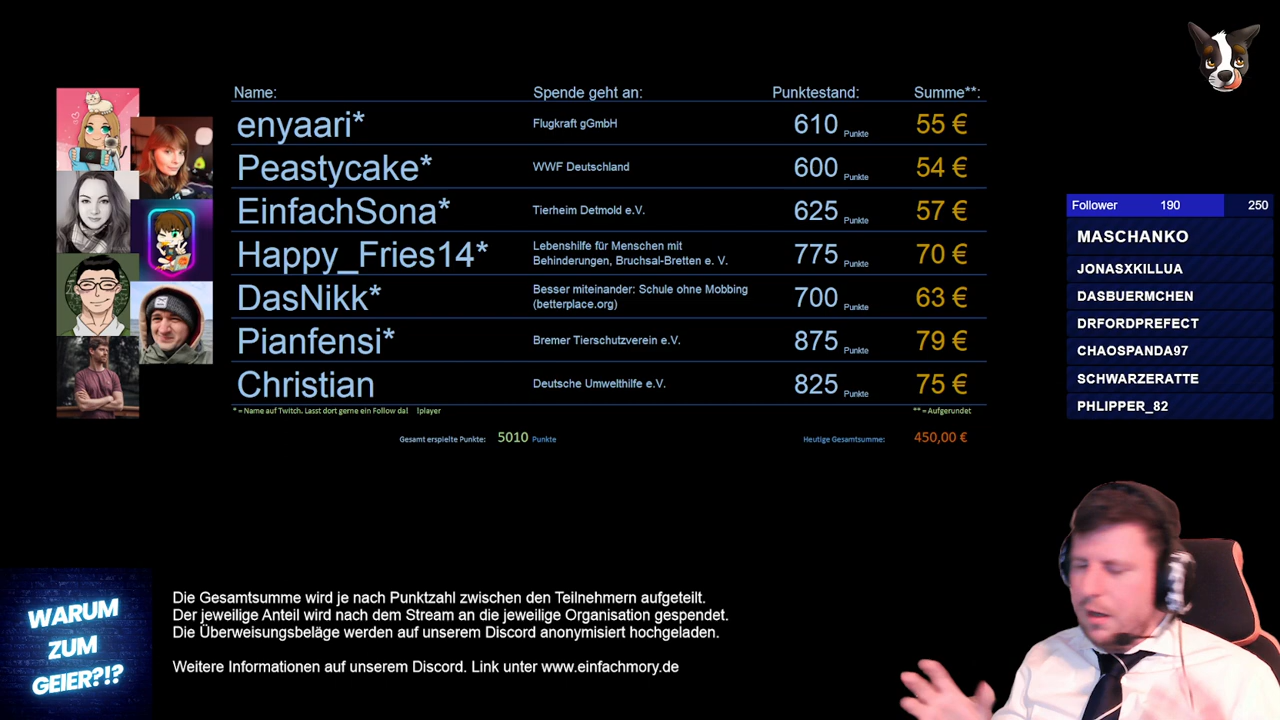 Name: Spende geht an: Punktestand: Summe**:
enyaari* Flugkraft gGmbH 610 Punkte 55 €
Peastycake* WWF Deutschland 600 Punkte 54 €
EinfachSona* Tierheim Detmold e.V. 625 Punkte 57 €
Happy_Fries14* Lebenshilfe für Menschen mit
Behinderungen, Bruchsal-Bretten e. V. 775 Punkte 70 €
DasNikk* Besser miteinander: Schule ohne Mobbing
(betterplace.org) 700 Punkte 63 €
Pianfensi* Bremer Tierschutzverein e.V. 875 Punkte 79 €
Christian Deutsche Umwelthilfe e.V. 825 Punkte 75 €
* = Name auf Twitch. Lasst dort gerne ein Follow da! !player ** = Aufgerundet
Gesamt erspielte Punkte: 5010 Punkte Heutige Gesamtsumme: 450,00 €
Follower 190 250
MASCHANKO
JONASXKILLUA
DASBUERMCHEN
DRFORDPREFECT
CHAOSPANDA97
SCHWARZERATTE
PHLIPPER_82
WARUM
ZUM
GEIER?!?
Die Gesamtsumme wird je nach Punktzahl zwischen den Teilnehmern aufgeteilt.
Der jeweilige Anteil wird nach dem Stream an die jeweilige Organisation gespendet.
Die Überweisungsbeläge werden auf unserem Discord anonymisiert hochgeladen.
Weitere Informationen auf unserem Discord. Link unter www.einfachmory.de